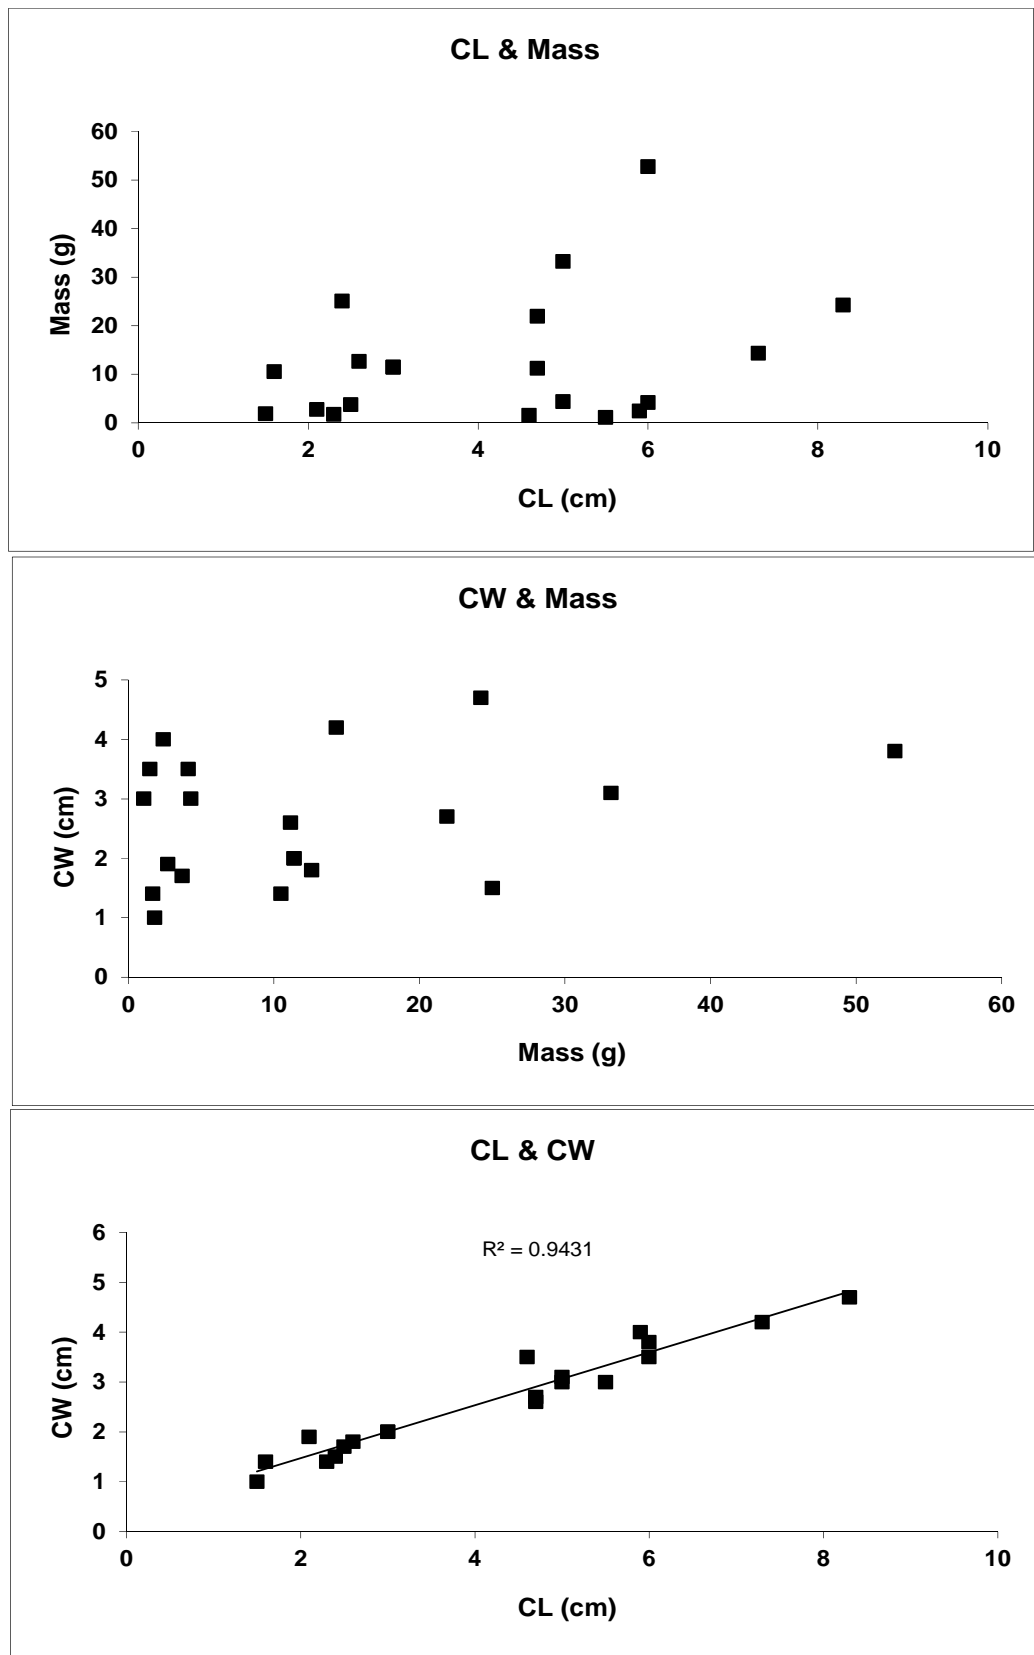 CL & Mass
60
50
40
30
20
10
0
Mass (g)
0 2 4 6 8 10
CL (cm)
CW & Mass
5
4
3
2
1
0
CW (cm)
0 10 20 30 40 50 60
Mass (g)
CL & CW
R² = 0.9431
6
5
4
3
2
1
0
CW (cm)
0 2 4 6 8 10
CL (cm)